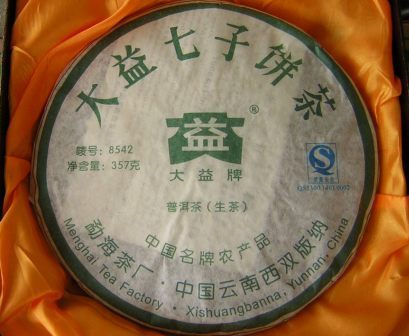 大益七子饼茶
®
益
大益牌
唛号: 8542
净含量: 357克
普洱茶（生茶）
中国名牌农产品
勐海茶厂 · 中国云南西双版纳
Menghai Tea Factory · Xishuangbanna, Yunnan, China